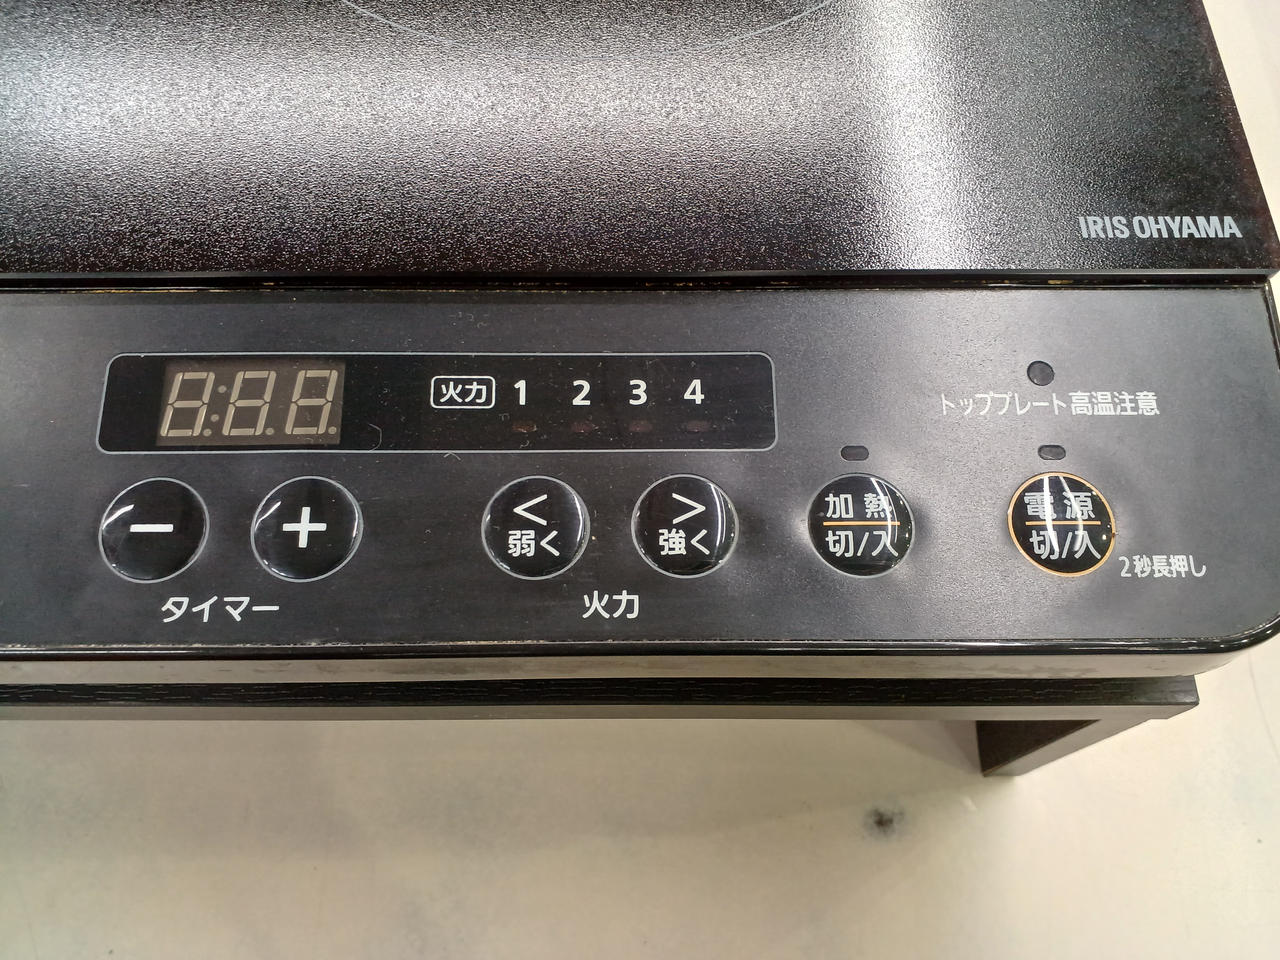 IRIS OHYAMA
火力 1 2 3 4
トッププレート高温注意
− + < > 加熱 電源
弱く 強く 切/入 切/入
2秒長押し
タイマー 火力